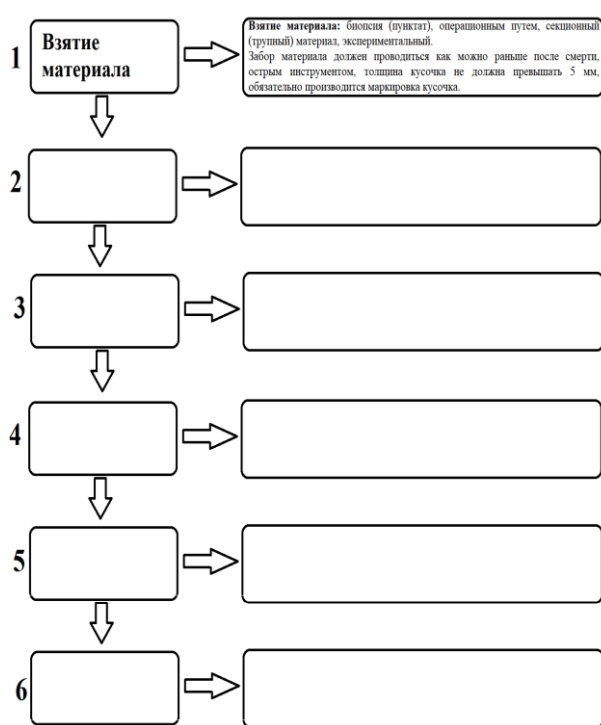 1
Взятие
материала
Взятие материала: биопсия (пунктат), операционным путем, секционный
(трупный) материал, экспериментальный.
Забор материала должен проводиться как можно раньше после смерти,
острым инструментом, толщина кусочка не должна превышать 5 мм,
обязательно производится маркировка кусочка.
2
3
4
5
6